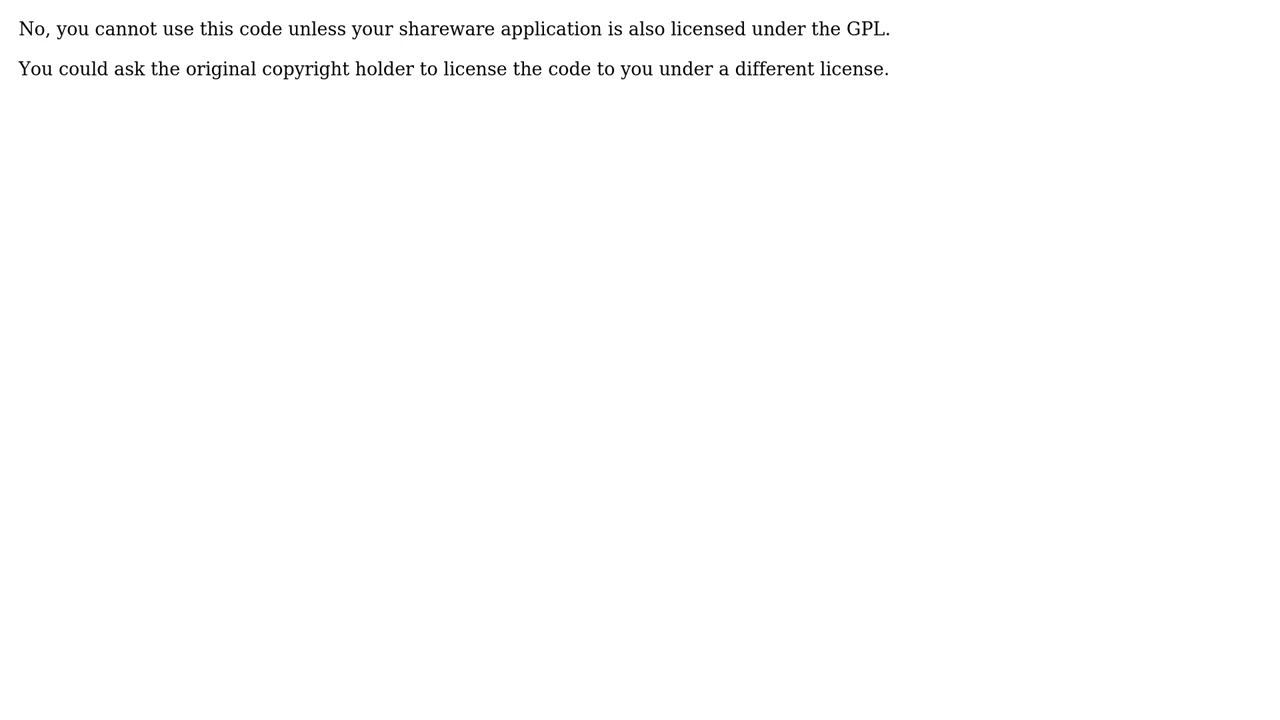 No, you cannot use this code unless your shareware application is also licensed under the GPL.
You could ask the original copyright holder to license the code to you under a different license.